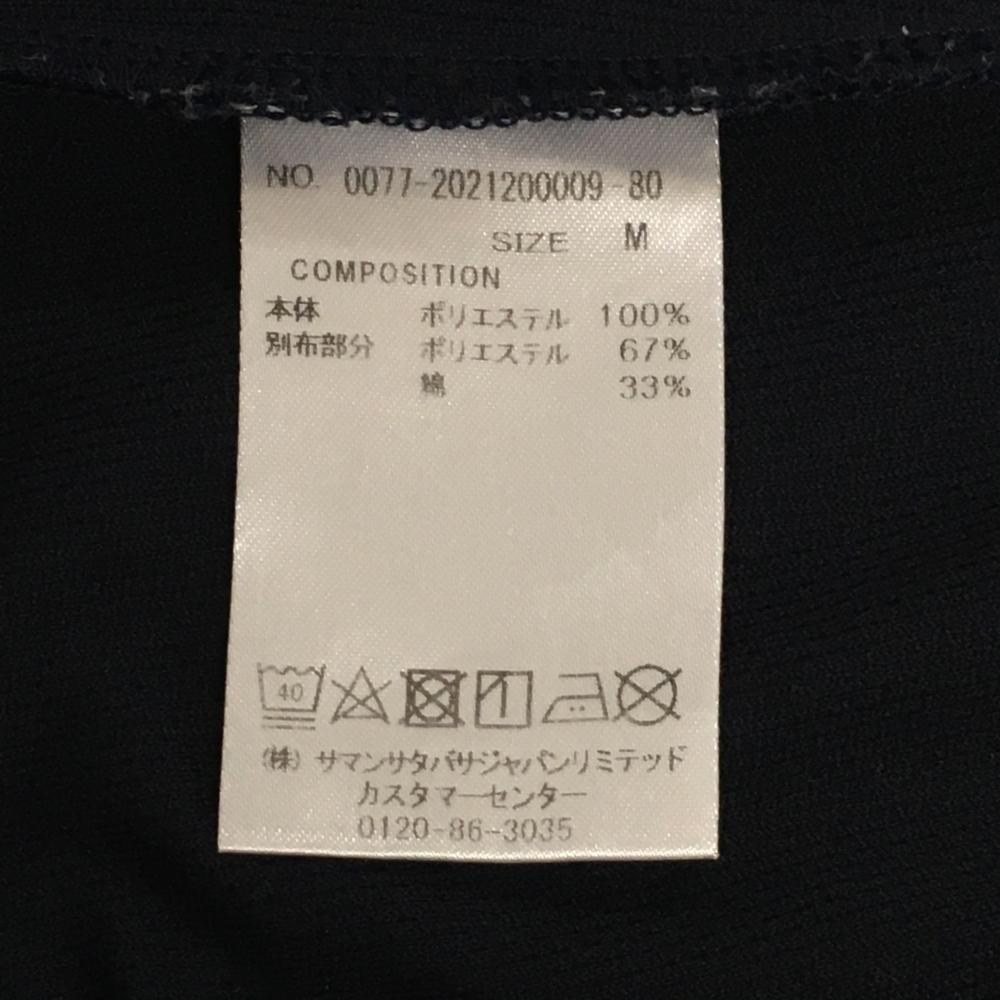 NO. 0077-2021200009-80
SIZE M
COMPOSITION
本体 ポリエステル 100%
別布部分 ポリエステル 67%
綿 33%
40
(株) サマンサタバサジャパンリミテッド
カスタマーセンター
0120-86-3035